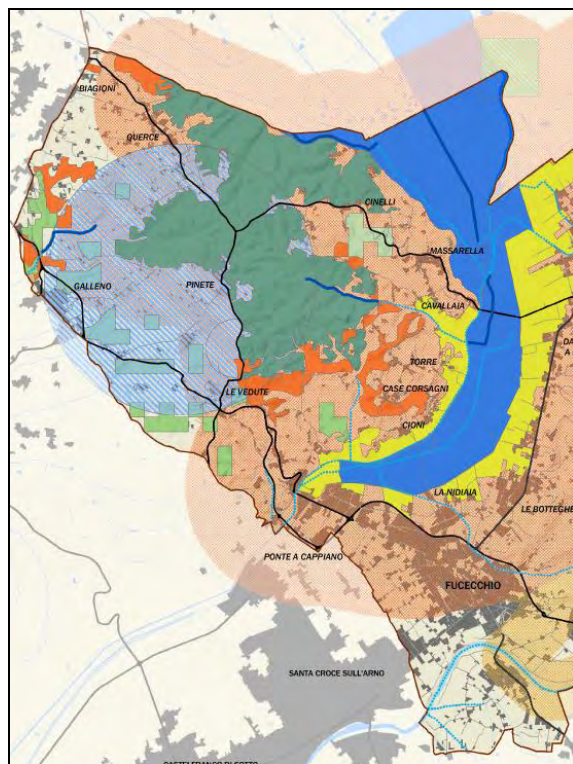 BIAGIONI
QUERCE
CINELLI
MASSARELLA
GALLENO
PINETE
CAVALLAIA
TORRE
LE VEDUTE
CASE CORSAGNI
CIONI
LA NIDIAIA
LE BOTTEGHE
PONTE A CAPPIANO
FUCECCHIO
SANTA CROCE SULL'ARNO